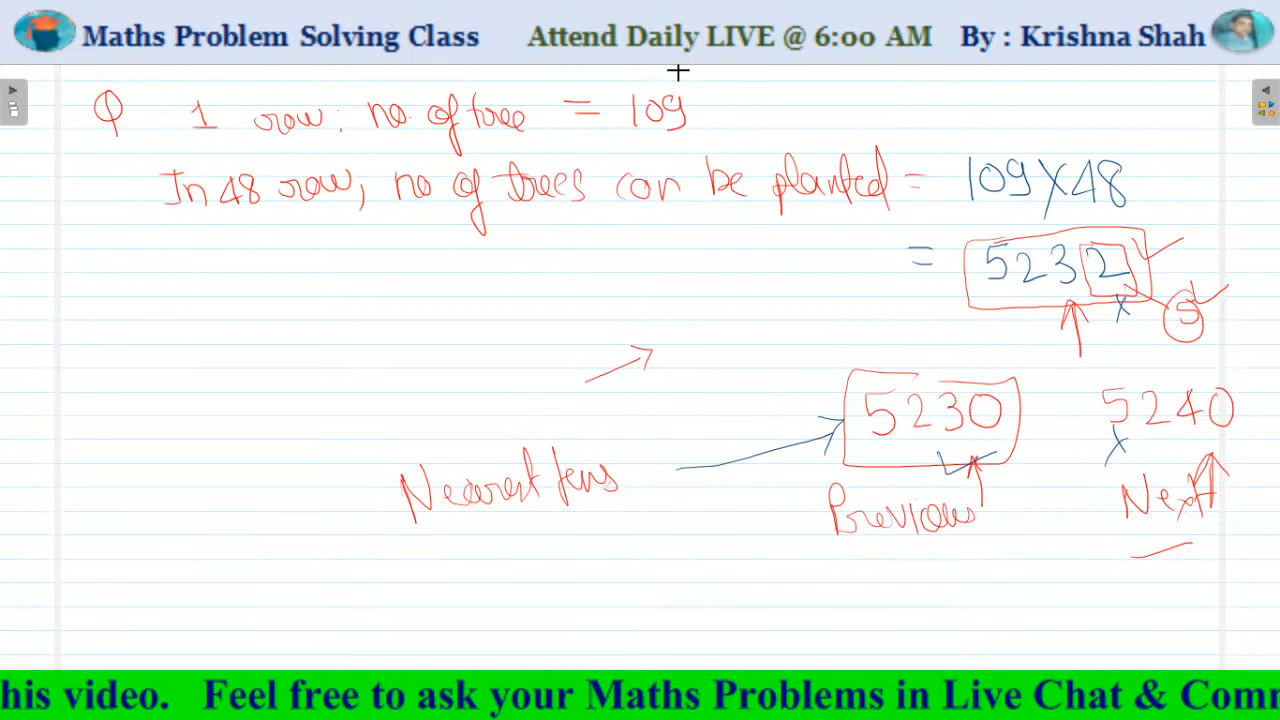 Maths Problem Solving Class Attend Daily LIVE @ 6:00 AM By : Krishna Shah
Q 1 row: no. of tree = 109
In 48 row, no of trees can be planted = 109 X 48
= 5232
5
5230 5240
Nearest tens
Previous Next
his video. Feel free to ask your Maths Problems in Live Chat & Comm